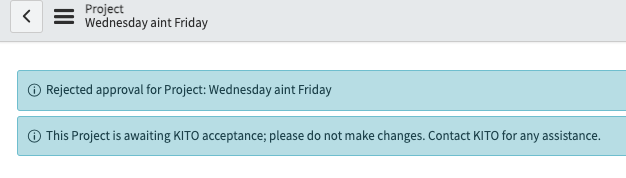 Project
Wednesday aint Friday
Rejected approval for Project: Wednesday aint Friday
This Project is awaiting KITO acceptance; please do not make changes. Contact KITO for any assistance.